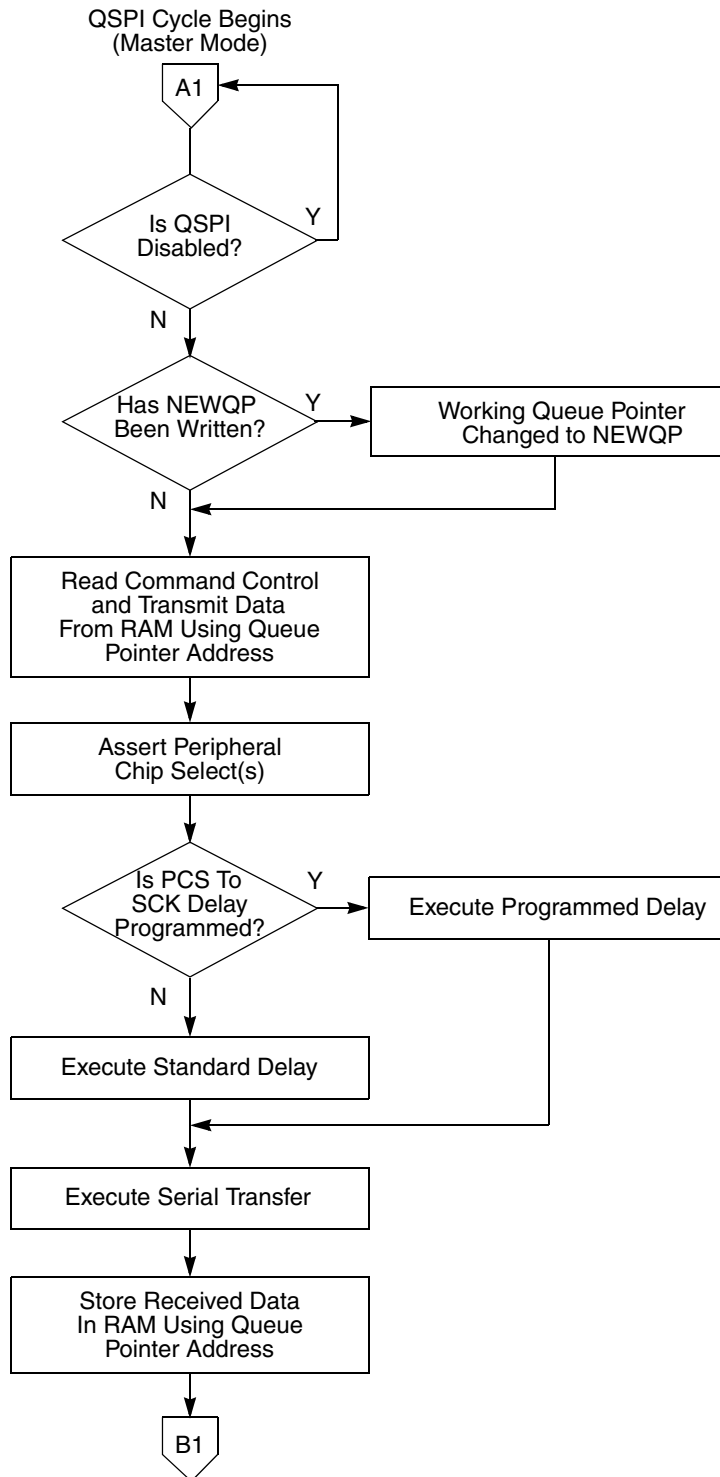 QSPI Cycle Begins
(Master Mode)
A1
Is QSPI
Disabled?
Y
N
Has NEWQP
Been Written?
Y
Working Queue Pointer
Changed to NEWQP
N
Read Command Control
and Transmit Data
From RAM Using Queue
Pointer Address
Assert Peripheral
Chip Select(s)
Is PCS To
SCK Delay
Programmed?
Y
Execute Programmed Delay
N
Execute Standard Delay
Execute Serial Transfer
Store Received Data
In RAM Using Queue
Pointer Address
B1